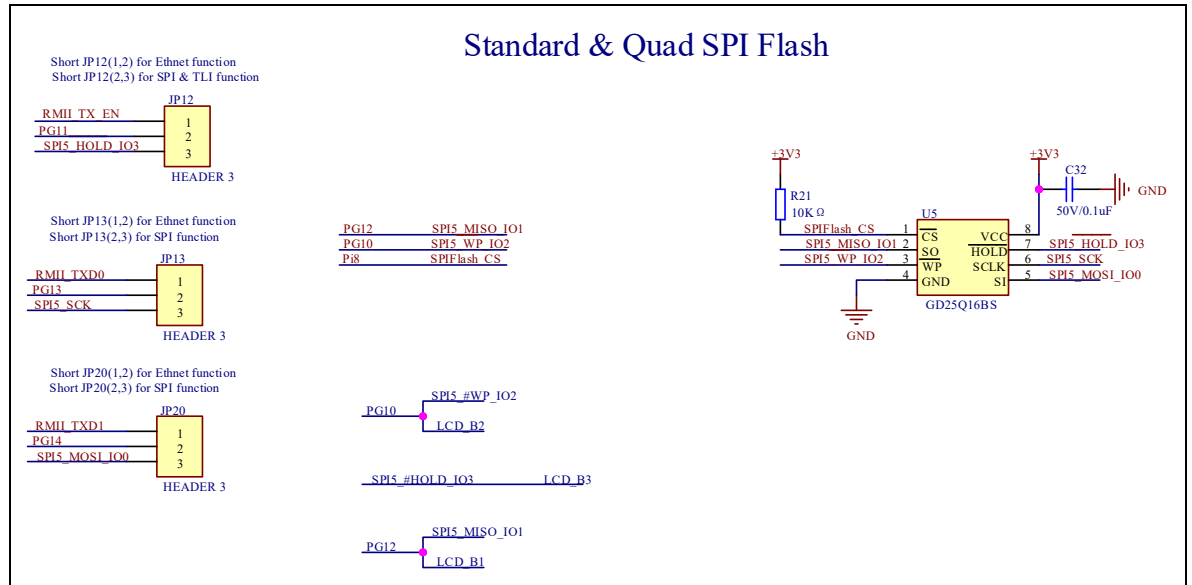 Standard & Quad SPI Flash
Short JP12(1,2) for Ethnet function
Short JP12(2,3) for SPI & TLI function
JP12
RMII_TX_EN
1
PG11
2
SPI5_HOLD_IO3
3
HEADER 3
Short JP13(1,2) for Ethnet function
Short JP13(2,3) for SPI function
JP13
RMII_TXD0
1
PG13
2
SPI5_SCK
3
HEADER 3
Short JP20(1,2) for Ethnet function
Short JP20(2,3) for SPI function
JP20
RMII_TXD1
1
PG14
2
SPI5_MOSI_IO0
3
HEADER 3
PG12 SPI5_MISO_IO1
PG10 SPI5_WP_IO2
Pi8 SPIFlash_CS
PG10
SPI5_#WP_IO2
LCD_B2
SPI5_#HOLD_IO3 LCD_B3
PG12
SPI5_MISO_IO1
LCD_B1
+3V3
R21
10KΩ
+3V3
C32
50V/0.1uF
GND
U5
SPIFlash_CS 1 CS
SPI5_MISO_IO1 2 SO
SPI5_WP_IO2 3 WP
4 GND
VCC 8
HOLD 7 SPI5_HOLD_IO3
SCLK 6 SPI5_SCK
SI 5 SPI5_MOSI_IO0
GD25Q16BS
GND